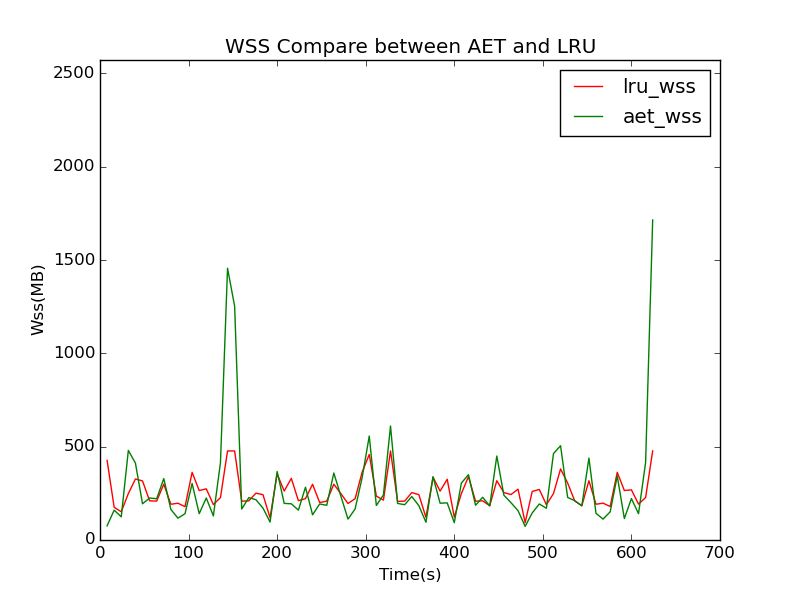 WSS Compare between AET and LRU
lru_wss
aet_wss
2500
2000
1500
1000
500
0
Wss(MB)
0 100 200 300 400 500 600 700
Time(s)